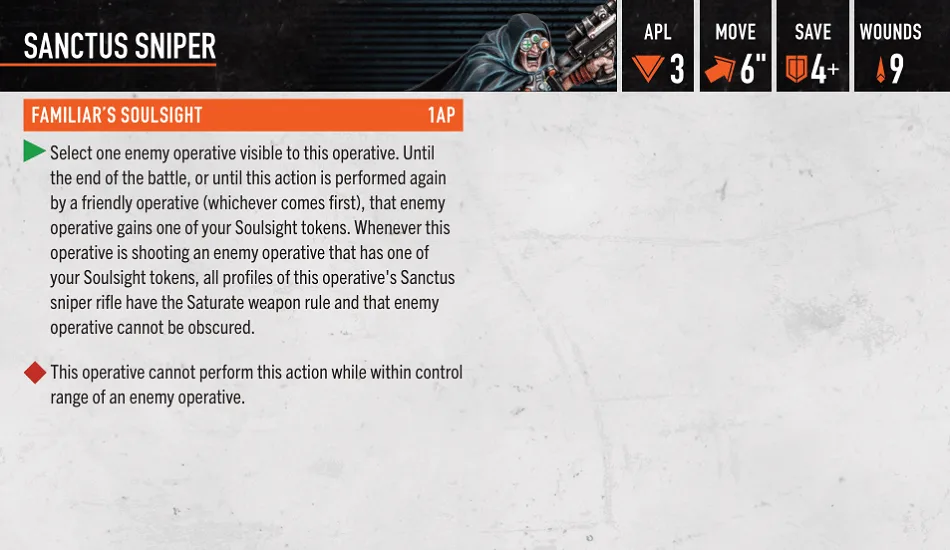 SANCTUS SNIPER
APL MOVE SAVE WOUNDS
3 6" 4+ 9
FAMILIAR'S SOULSIGHT 1AP
Select one enemy operative visible to this operative. Until
the end of the battle, or until this action is performed again
by a friendly operative (whichever comes first), that enemy
operative gains one of your Soulsight tokens. Whenever this
operative is shooting an enemy operative that has one of
your Soulsight tokens, all profiles of this operative's Sanctus
sniper rifle have the Saturate weapon rule and that enemy
operative cannot be obscured.
This operative cannot perform this action while within control
range of an enemy operative.